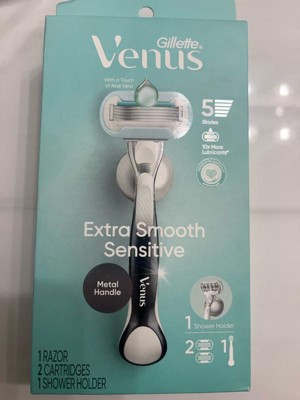 Gillette
Venus
With a Touch
of Aloe Vera
5
Blades
10x More
Lubricants*
Extra Smooth
Sensitive
Venus
Metal
Handle
1 Shower Holder
2
1
1 RAZOR
2 CARTRIDGES
1 SHOWER HOLDER